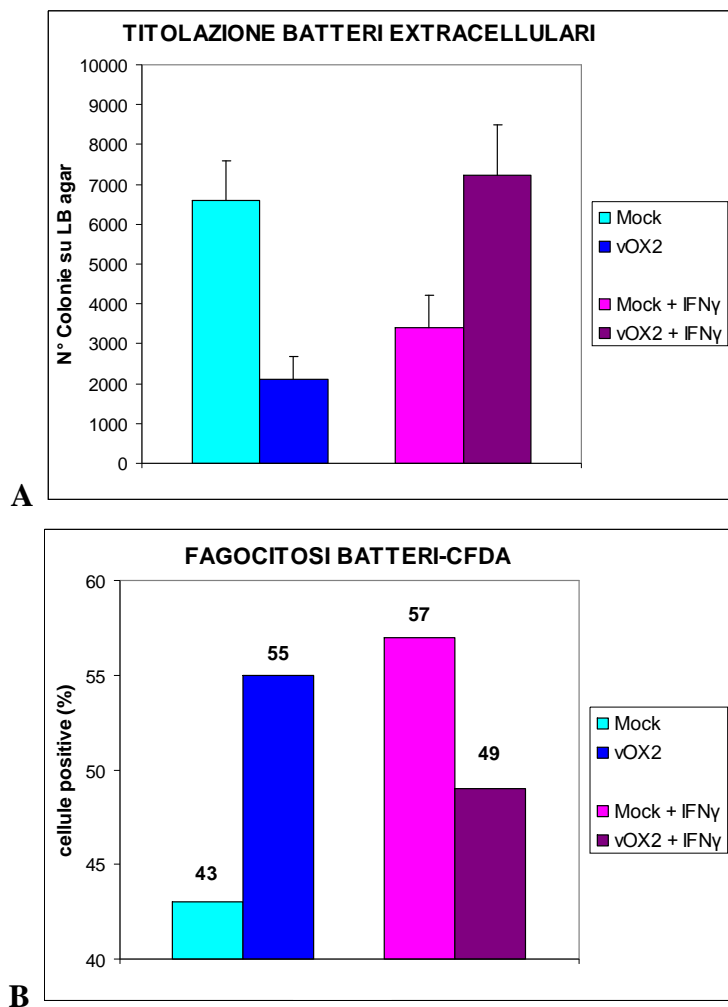 TITOLAZIONE BATTERI EXTRACELLULARI
10000
9000
8000
7000
6000
5000
4000
3000
2000
1000
0
N° Colonie su LB agar
Mock
vOX2
Mock + IFNγ
vOX2 + IFNγ
A
FAGOCITOSI BATTERI-CFDA
60
55
50
45
40
cellule positive (%)
43
55
57
49
Mock
vOX2
Mock + IFNγ
vOX2 + IFNγ
B